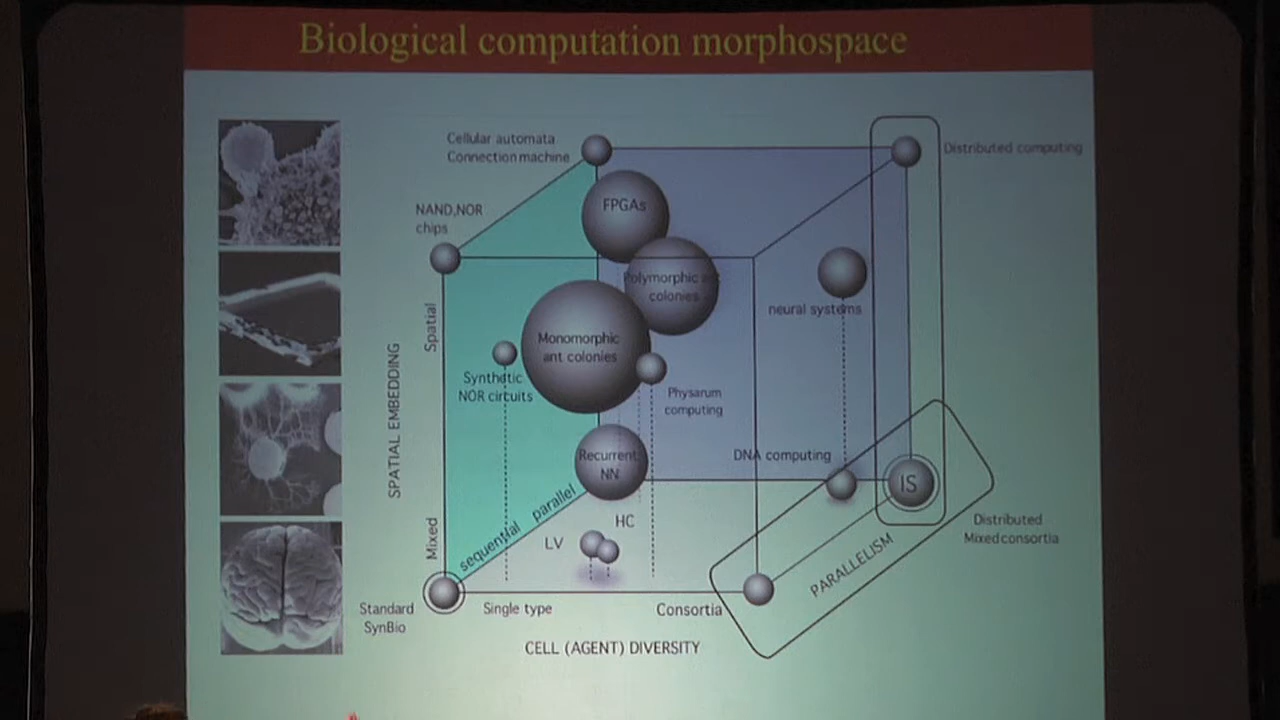 Biological computation morphospace
Cellular automata
Connection machine
Distributed computing
NAND,NOR
chips
FPGAs
Polymorphic
colonies
neural systems
Spatial
SPATIAL EMBEDDING
Monomorphic
ant colonies
Synthetic
NOR circuits
Physarum
computing
Recurrent
NN
DNA computing
IS
parallel
sequential
HC
LV
Mixed
Distributed
Mixed consortia
PARALLELISM
Standard
SynBio
Single type
Consortia
CELL (AGENT) DIVERSITY